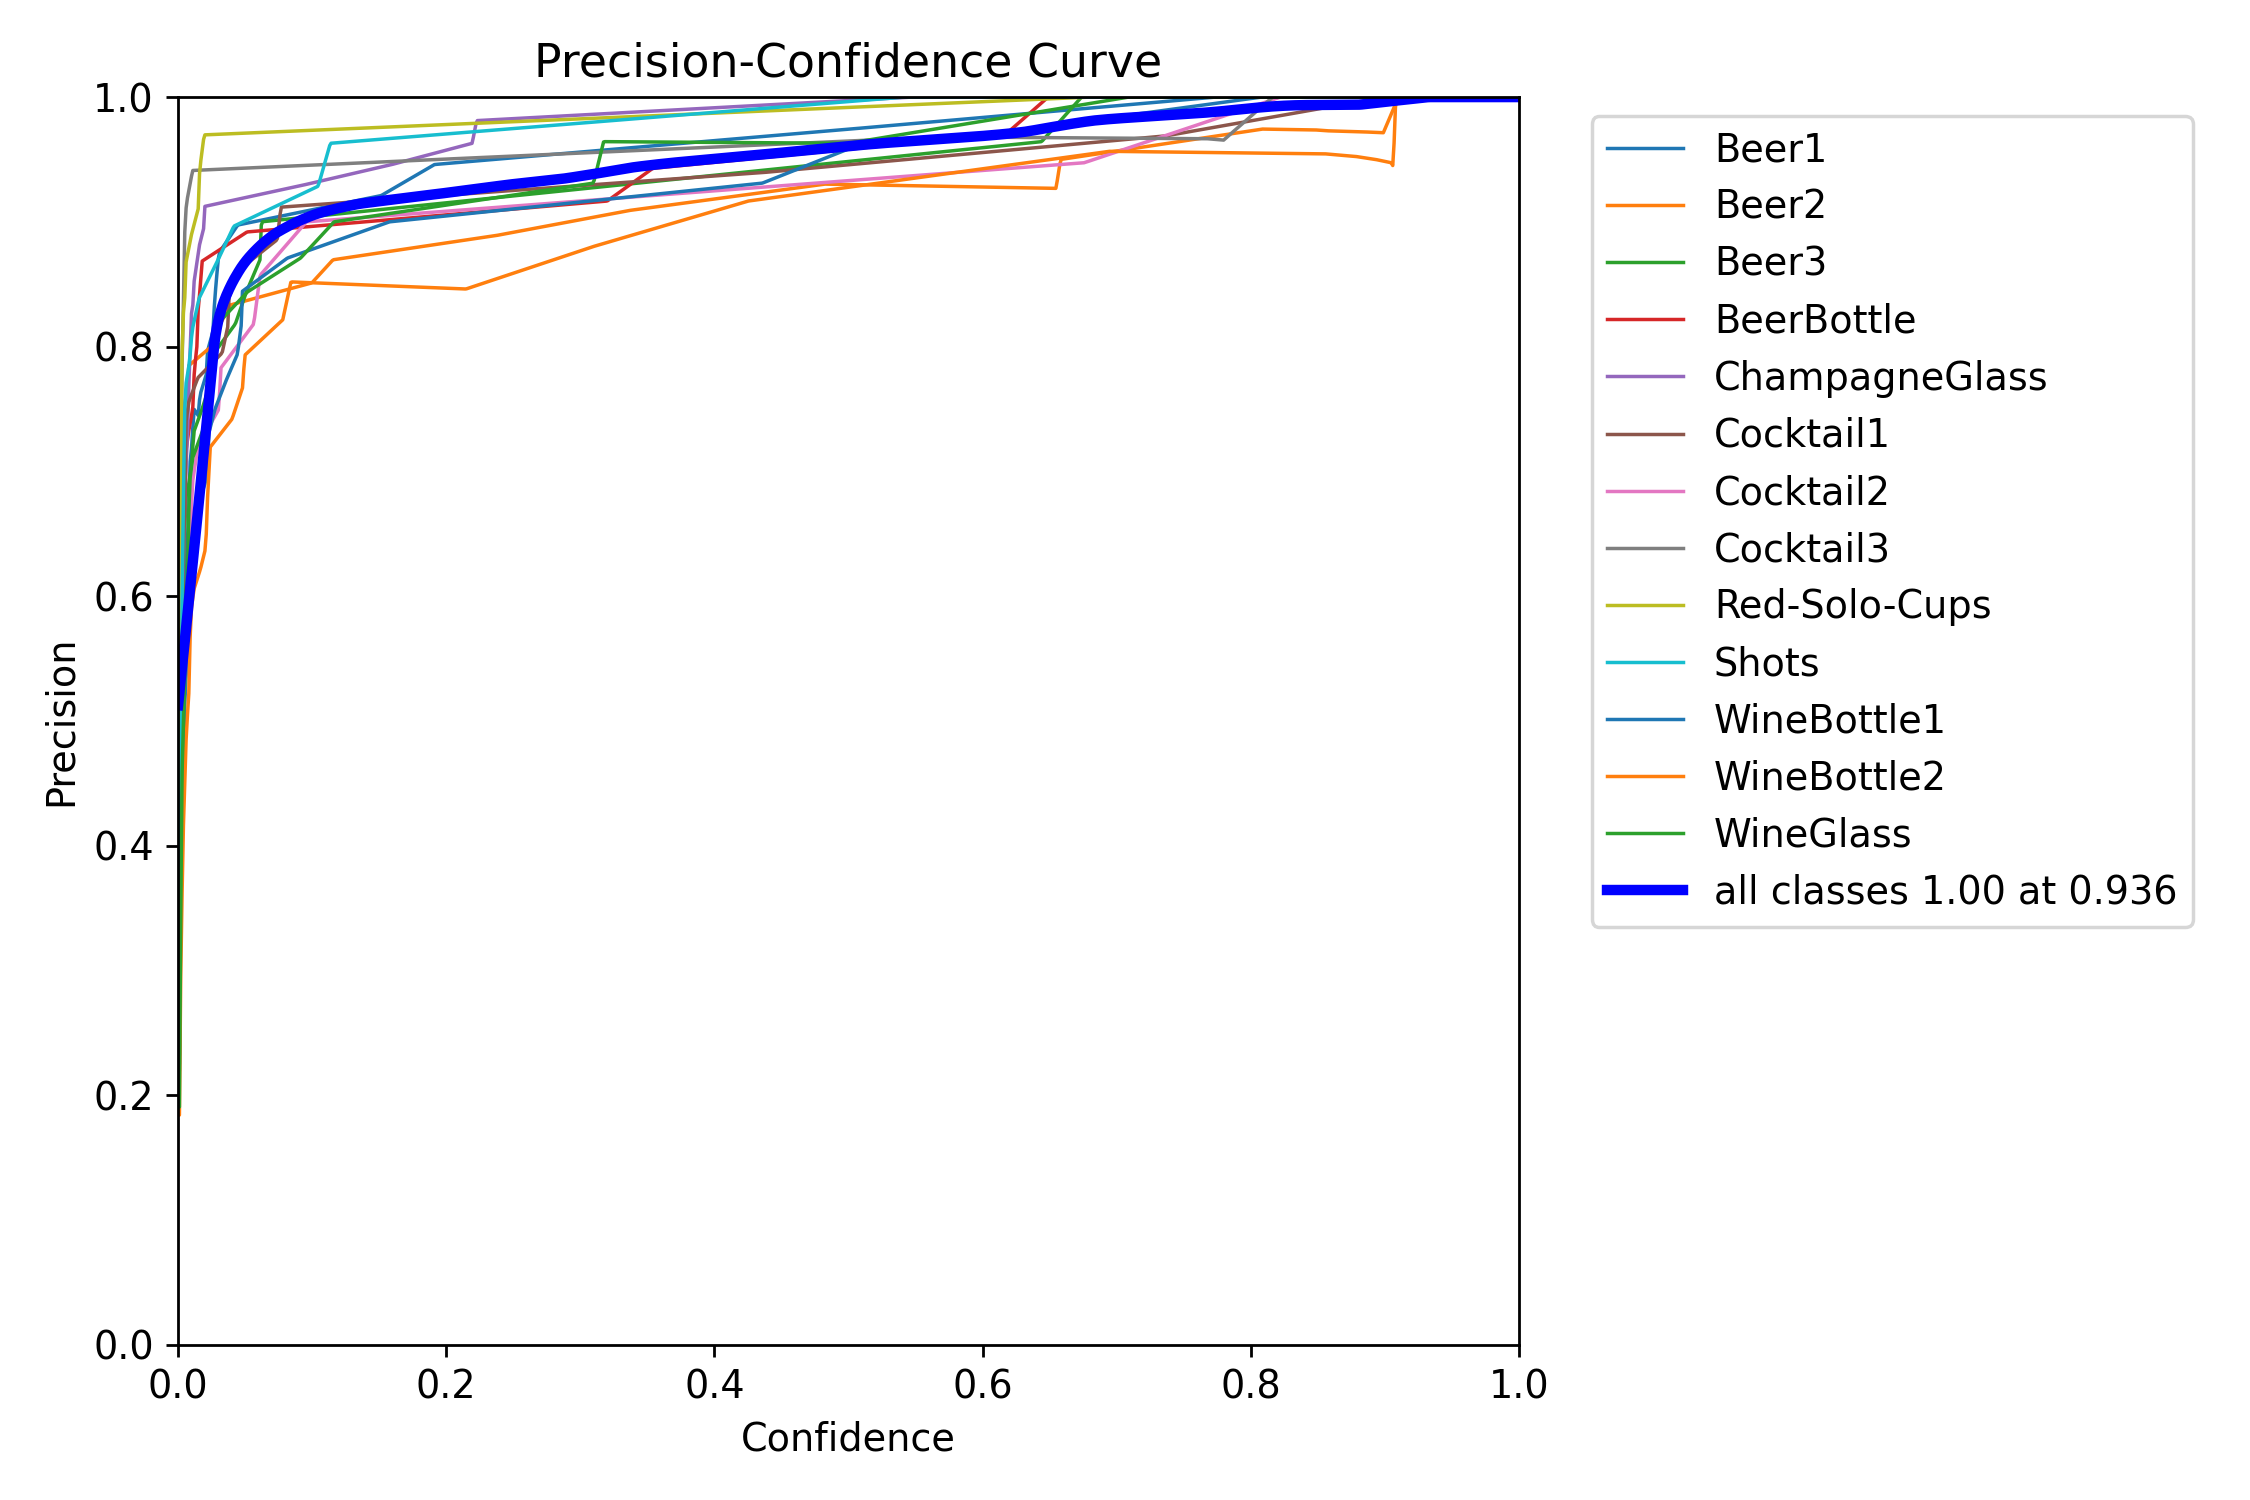 Precision-Confidence Curve
1.0
0.8
0.6
0.4
0.2
0.0
Precision
0.0 0.2 0.4 0.6 0.8 1.0
Confidence
Beer1
Beer2
Beer3
BeerBottle
ChampagneGlass
Cocktail1
Cocktail2
Cocktail3
Red-Solo-Cups
Shots
WineBottle1
WineBottle2
WineGlass
all classes 1.00 at 0.936